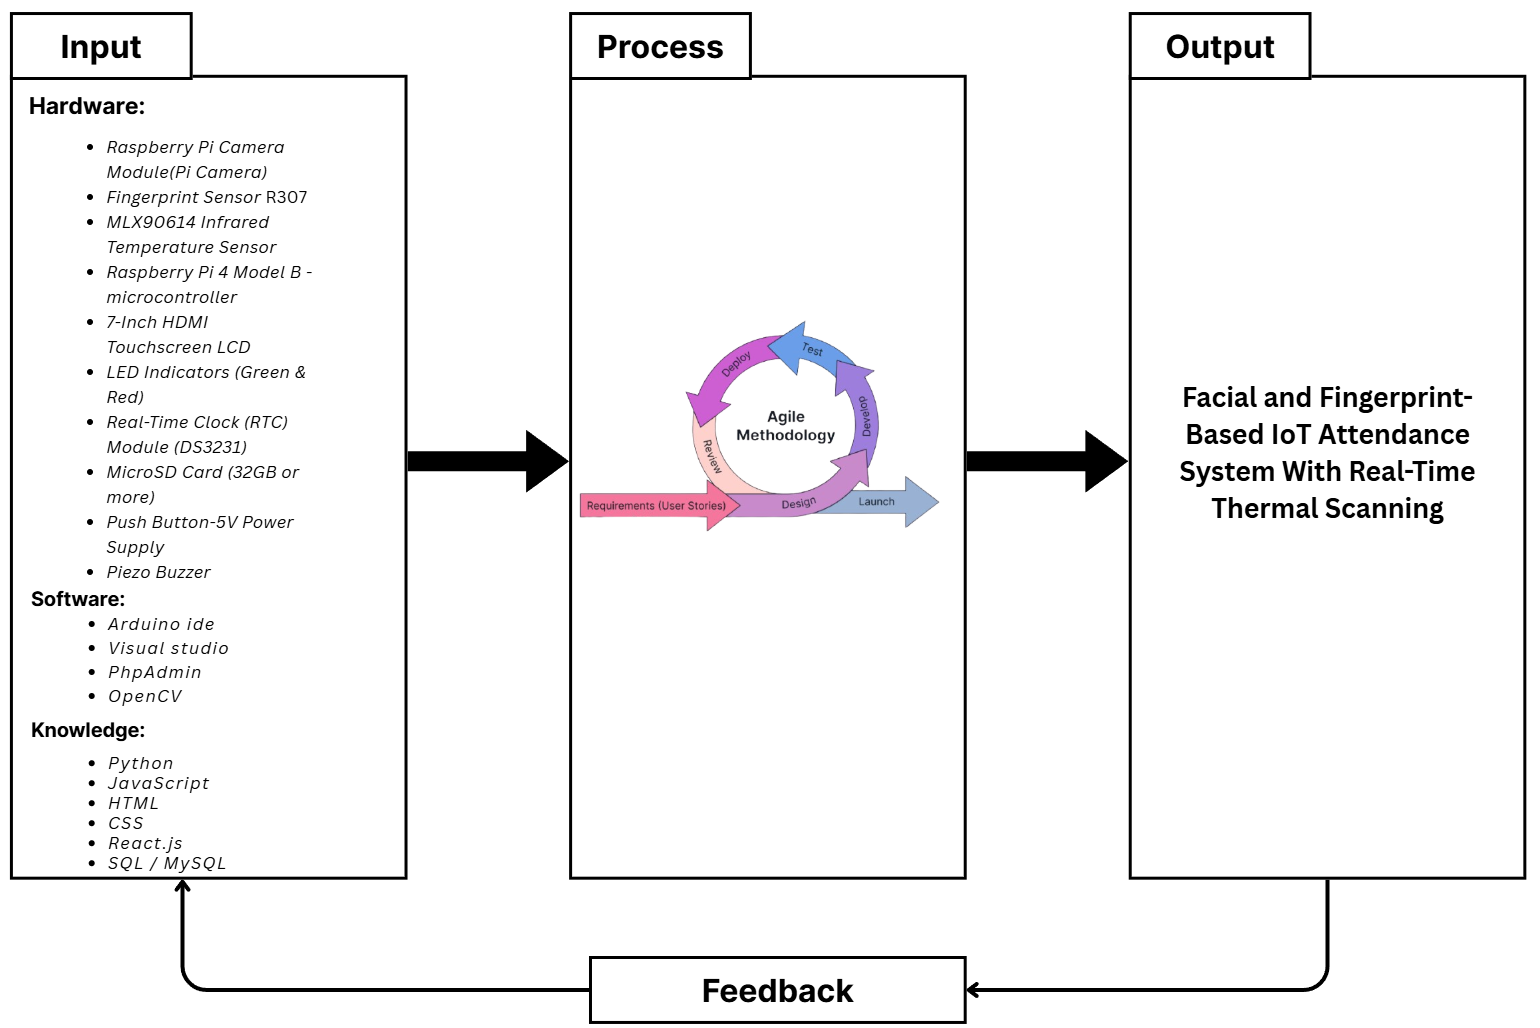 Input
Hardware:
Raspberry Pi Camera
Module(Pi Camera)
Fingerprint Sensor R307
MLX90614 Infrared
Temperature Sensor
Raspberry Pi 4 Model B -
microcontroller
7-Inch HDMI
Touchscreen LCD
LED Indicators (Green &
Red)
Real-Time Clock (RTC)
Module (DS3231)
MicroSD Card (32GB or
more)
Push Button-5V Power
Supply
Piezo Buzzer
Software:
Arduino ide
Visual studio
PhpAdmin
OpenCV
Knowledge:
Python
JavaScript
HTML
CSS
React.js
SQL / MySQL
Process
Agile
Methodology
Requirements (User Stories)
Design
Develop
Test
Deploy
Review
Launch
Output
Facial and Fingerprint-
Based IoT Attendance
System With Real-Time
Thermal Scanning
Feedback